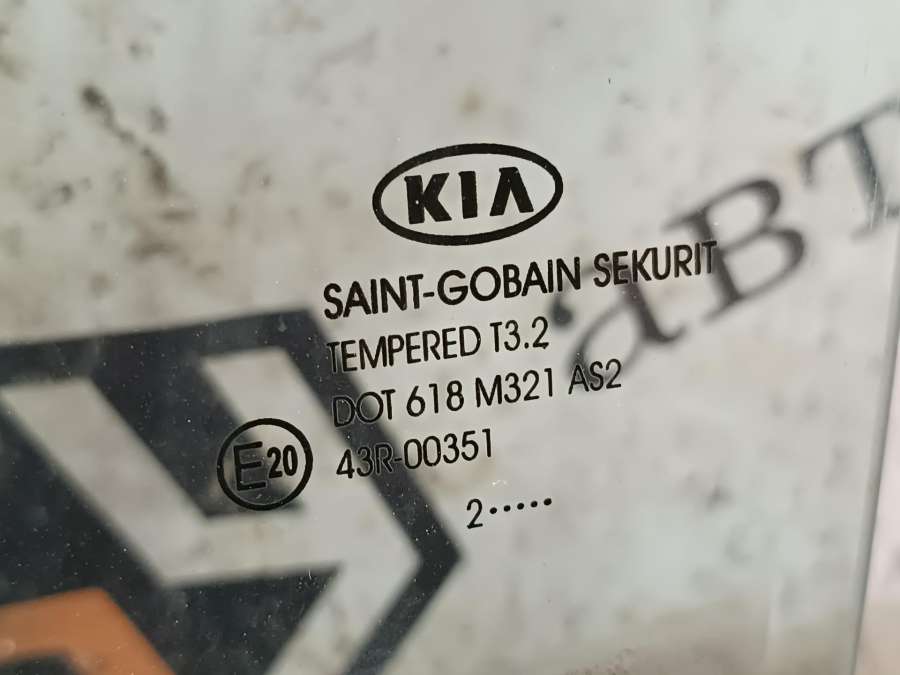 KIA
SAINT-GOBAIN SEKURIT
TEMPERED T3.2
DOT 618 M321 AS2
E20 43R-00351
2·····